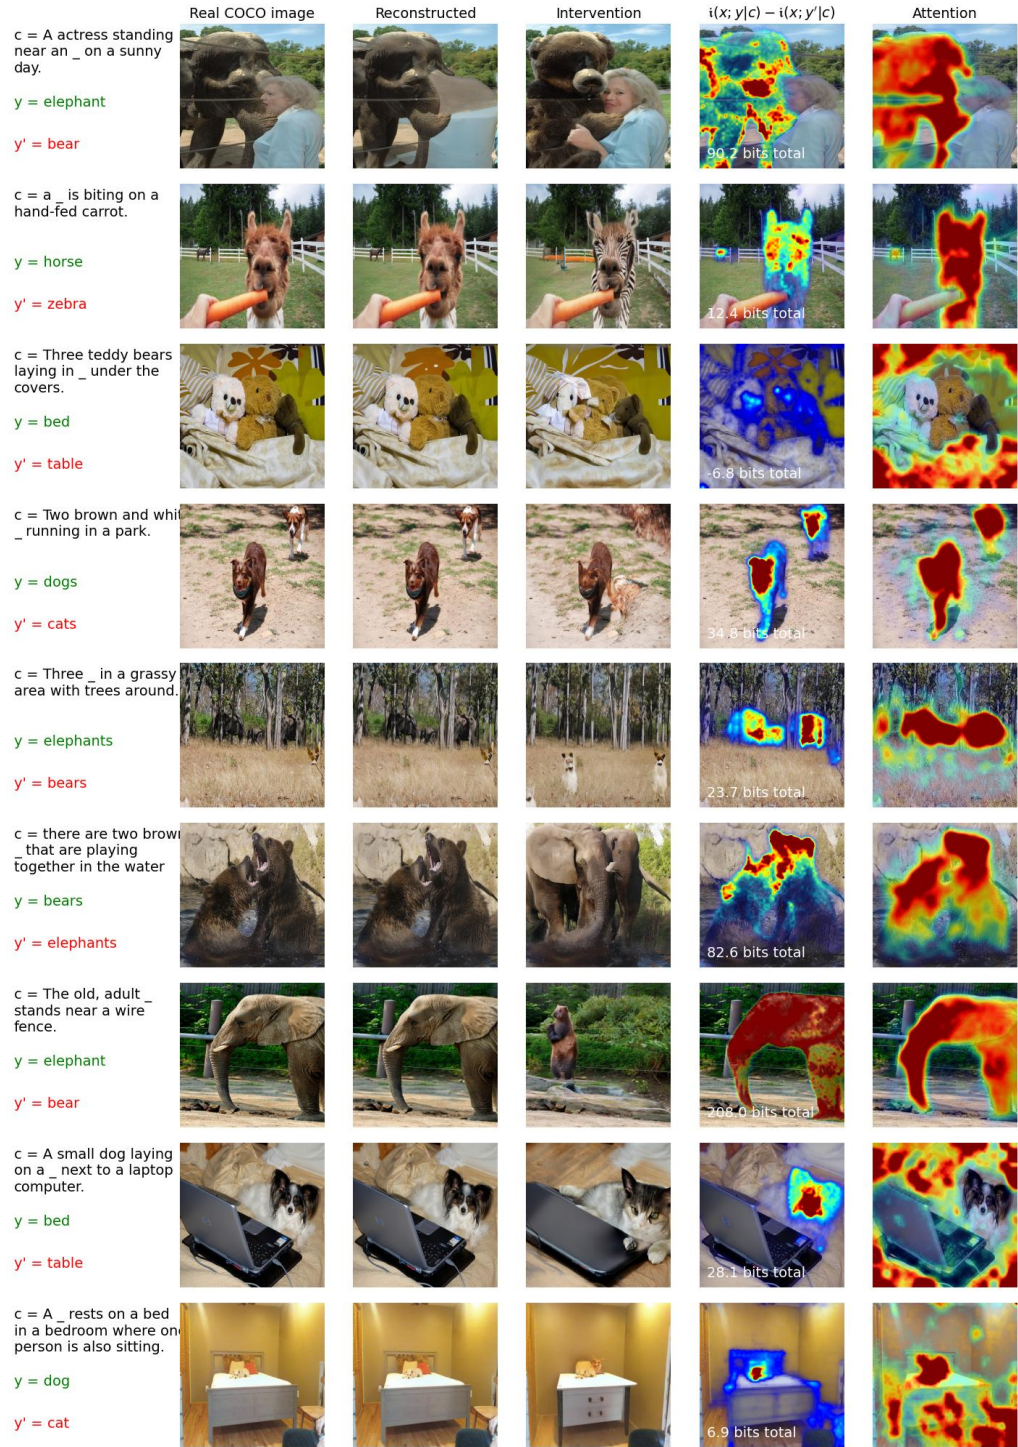 Real COCO image
Reconstructed
Intervention
𝔦(x; y|c) − 𝔦(x; y′|c)
Attention
c = A actress standing
near an _ on a sunny
day.
y = elephant
y' = bear
90.2 bits total
c = a _ is biting on a
hand-fed carrot.
y = horse
y' = zebra
12.4 bits total
c = Three teddy bears
laying in _ under the
covers.
y = bed
y' = table
-6.8 bits total
c = Two brown and whit
_ running in a park.
y = dogs
y' = cats
34.8 bits total
c = Three _ in a grassy
area with trees around.
y = elephants
y' = bears
23.7 bits total
c = there are two brown
_ that are playing
together in the water
y = bears
y' = elephants
82.6 bits total
c = The old, adult _
stands near a wire
fence.
y = elephant
y' = bear
208.0 bits total
c = A small dog laying
on a _ next to a laptop
computer.
y = bed
y' = table
28.1 bits total
c = A _ rests on a bed
in a bedroom where one
person is also sitting.
y = dog
y' = cat
6.9 bits total